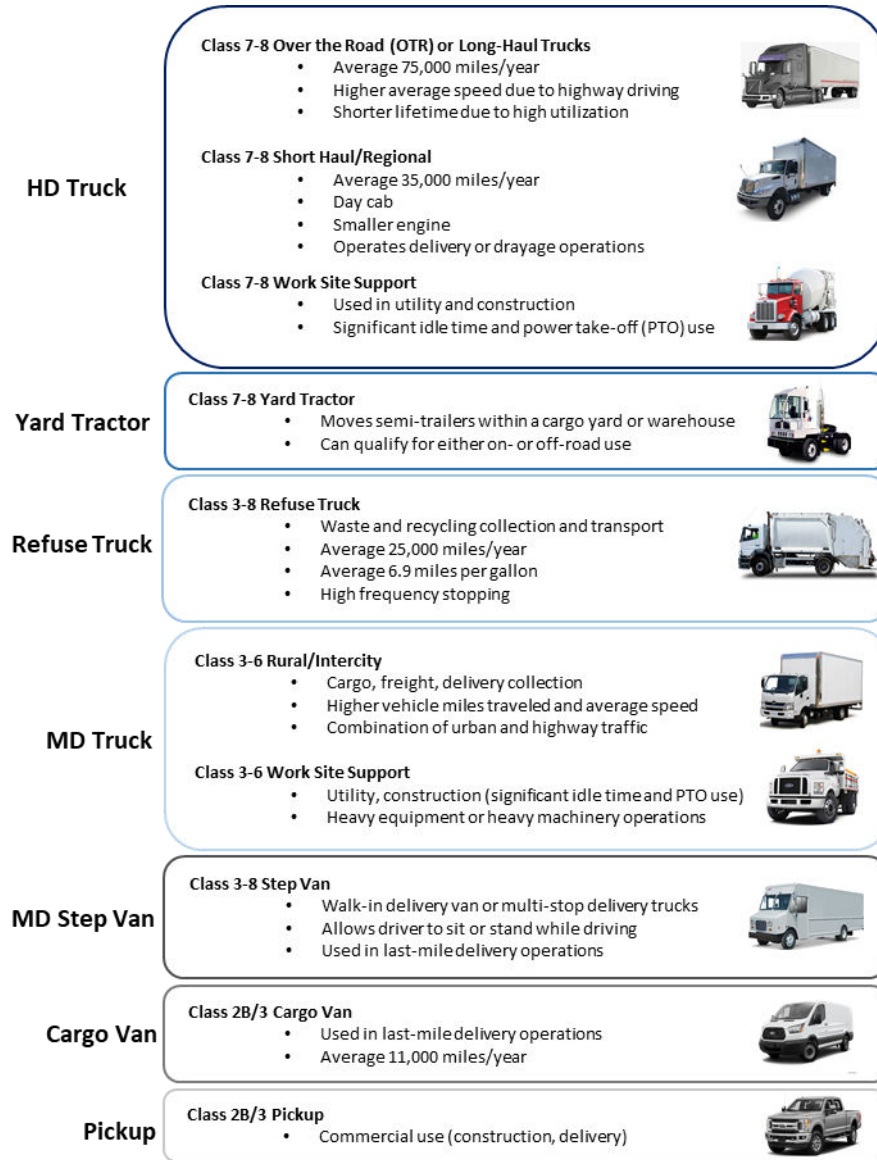 HD Truck
Class 7-8 Over the Road (OTR) or Long-Haul Trucks
• Average 75,000 miles/year
• Higher average speed due to highway driving
• Shorter lifetime due to high utilization
Class 7-8 Short Haul/Regional
• Average 35,000 miles/year
• Day cab
• Smaller engine
• Operates delivery or drayage operations
Class 7-8 Work Site Support
• Used in utility and construction
• Significant idle time and power take-off (PTO) use
Yard Tractor
Class 7-8 Yard Tractor
• Moves semi-trailers within a cargo yard or warehouse
• Can qualify for either on- or off-road use
Refuse Truck
Class 3-8 Refuse Truck
• Waste and recycling collection and transport
• Average 25,000 miles/year
• Average 6.9 miles per gallon
• High frequency stopping
MD Truck
Class 3-6 Rural/Intercity
• Cargo, freight, delivery collection
• Higher vehicle miles traveled and average speed
• Combination of urban and highway traffic
Class 3-6 Work Site Support
• Utility, construction (significant idle time and PTO use)
• Heavy equipment or heavy machinery operations
MD Step Van
Class 3-8 Step Van
• Walk-in delivery van or multi-stop delivery trucks
• Allows driver to sit or stand while driving
• Used in last-mile delivery operations
Cargo Van
Class 2B/3 Cargo Van
• Used in last-mile delivery operations
• Average 11,000 miles/year
Pickup
Class 2B/3 Pickup
• Commercial use (construction, delivery)